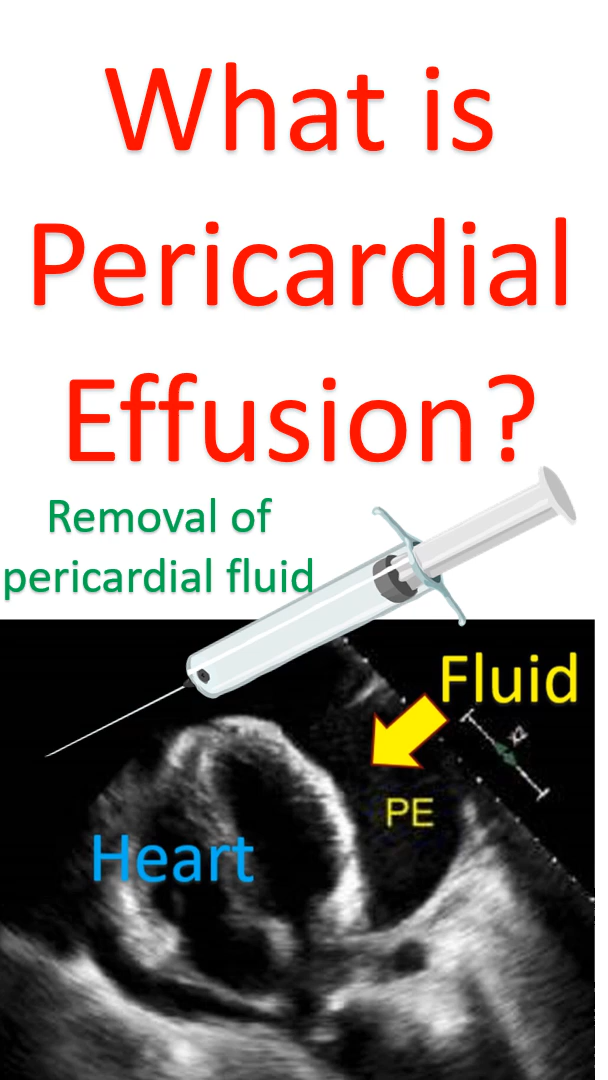 What is
Pericardial
Effusion?
Removal of
pericardial fluid
Fluid
PE
Heart